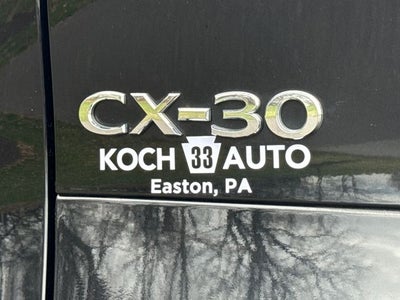 CX-30
KOCH 33 AUTO
Easton, PA